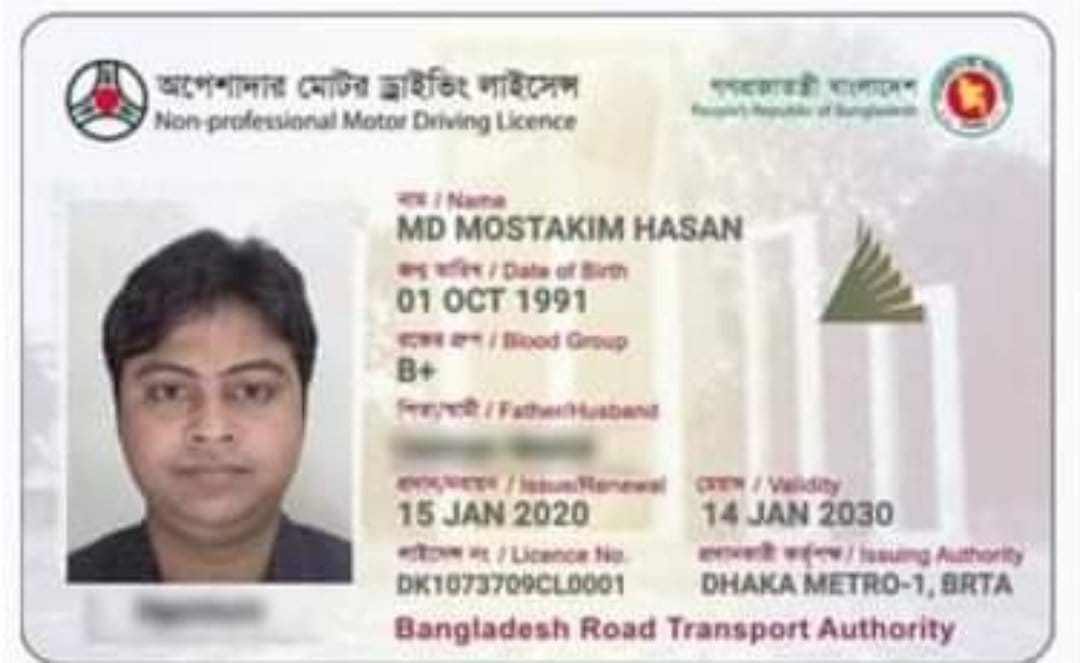 অপেশাদার মোটর ড্রাইভিং লাইসেন্স
Non-professional Motor Driving Licence
গণপ্রজাতন্ত্রী বাংলাদেশ
People's Republic of Bangladesh
নাম / Name
MD MOSTAKIM HASAN
জন্ম তারিখ / Date of Birth
01 OCT 1991
রক্তের গ্রুপ / Blood Group
B+
পিতা/স্বামী / Father/Husband
প্রদান/নবায়ন / Issue/Renewal
15 JAN 2020
মেয়াদ / Validity
14 JAN 2030
লাইসেন্স নং / Licence No.
DK1073709CL0001
প্রদানকারী কর্তৃপক্ষ / Issuing Authority
DHAKA METRO-1, BRTA
Bangladesh Road Transport Authority